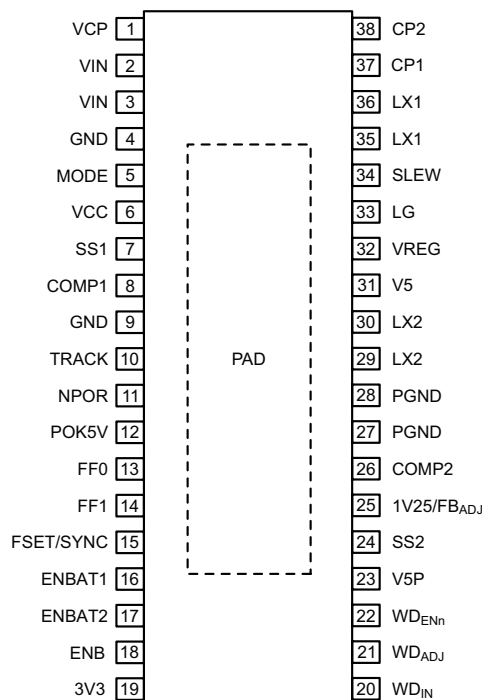 VCP 1 38 CP2
VIN 2 37 CP1
VIN 3 36 LX1
GND 4 35 LX1
MODE 5 34 SLEW
VCC 6 33 LG
SS1 7 32 VREG
COMP1 8 31 V5
GND 9 30 LX2
TRACK 10 PAD 29 LX2
NPOR 11 28 PGND
POK5V 12 27 PGND
FF0 13 26 COMP2
FF1 14 25 1V25/FBADJ
FSET/SYNC 15 24 SS2
ENBAT1 16 23 V5P
ENBAT2 17 22 WDENn
ENB 18 21 WDADJ
3V3 19 20 WDIN